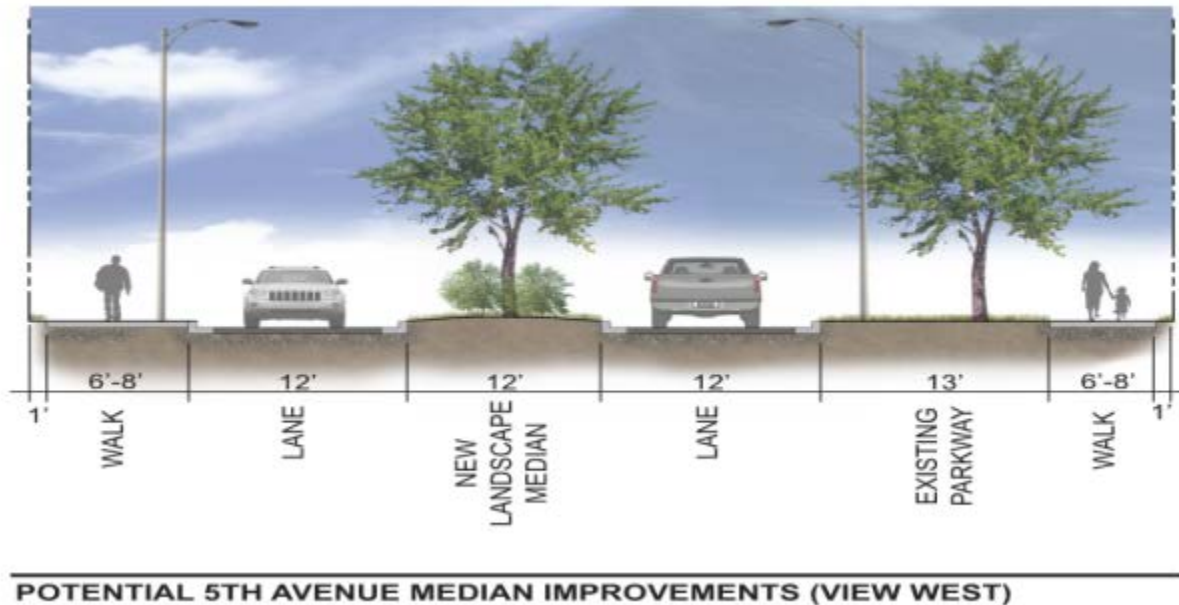 6'-8' 12' 12' 12' 13' 6'-8'
1' 1'
WALK
LANE
NEW
LANDSCAPE
MEDIAN
LANE
EXISTING
PARKWAY
WALK
POTENTIAL 5TH AVENUE MEDIAN IMPROVEMENTS (VIEW WEST)